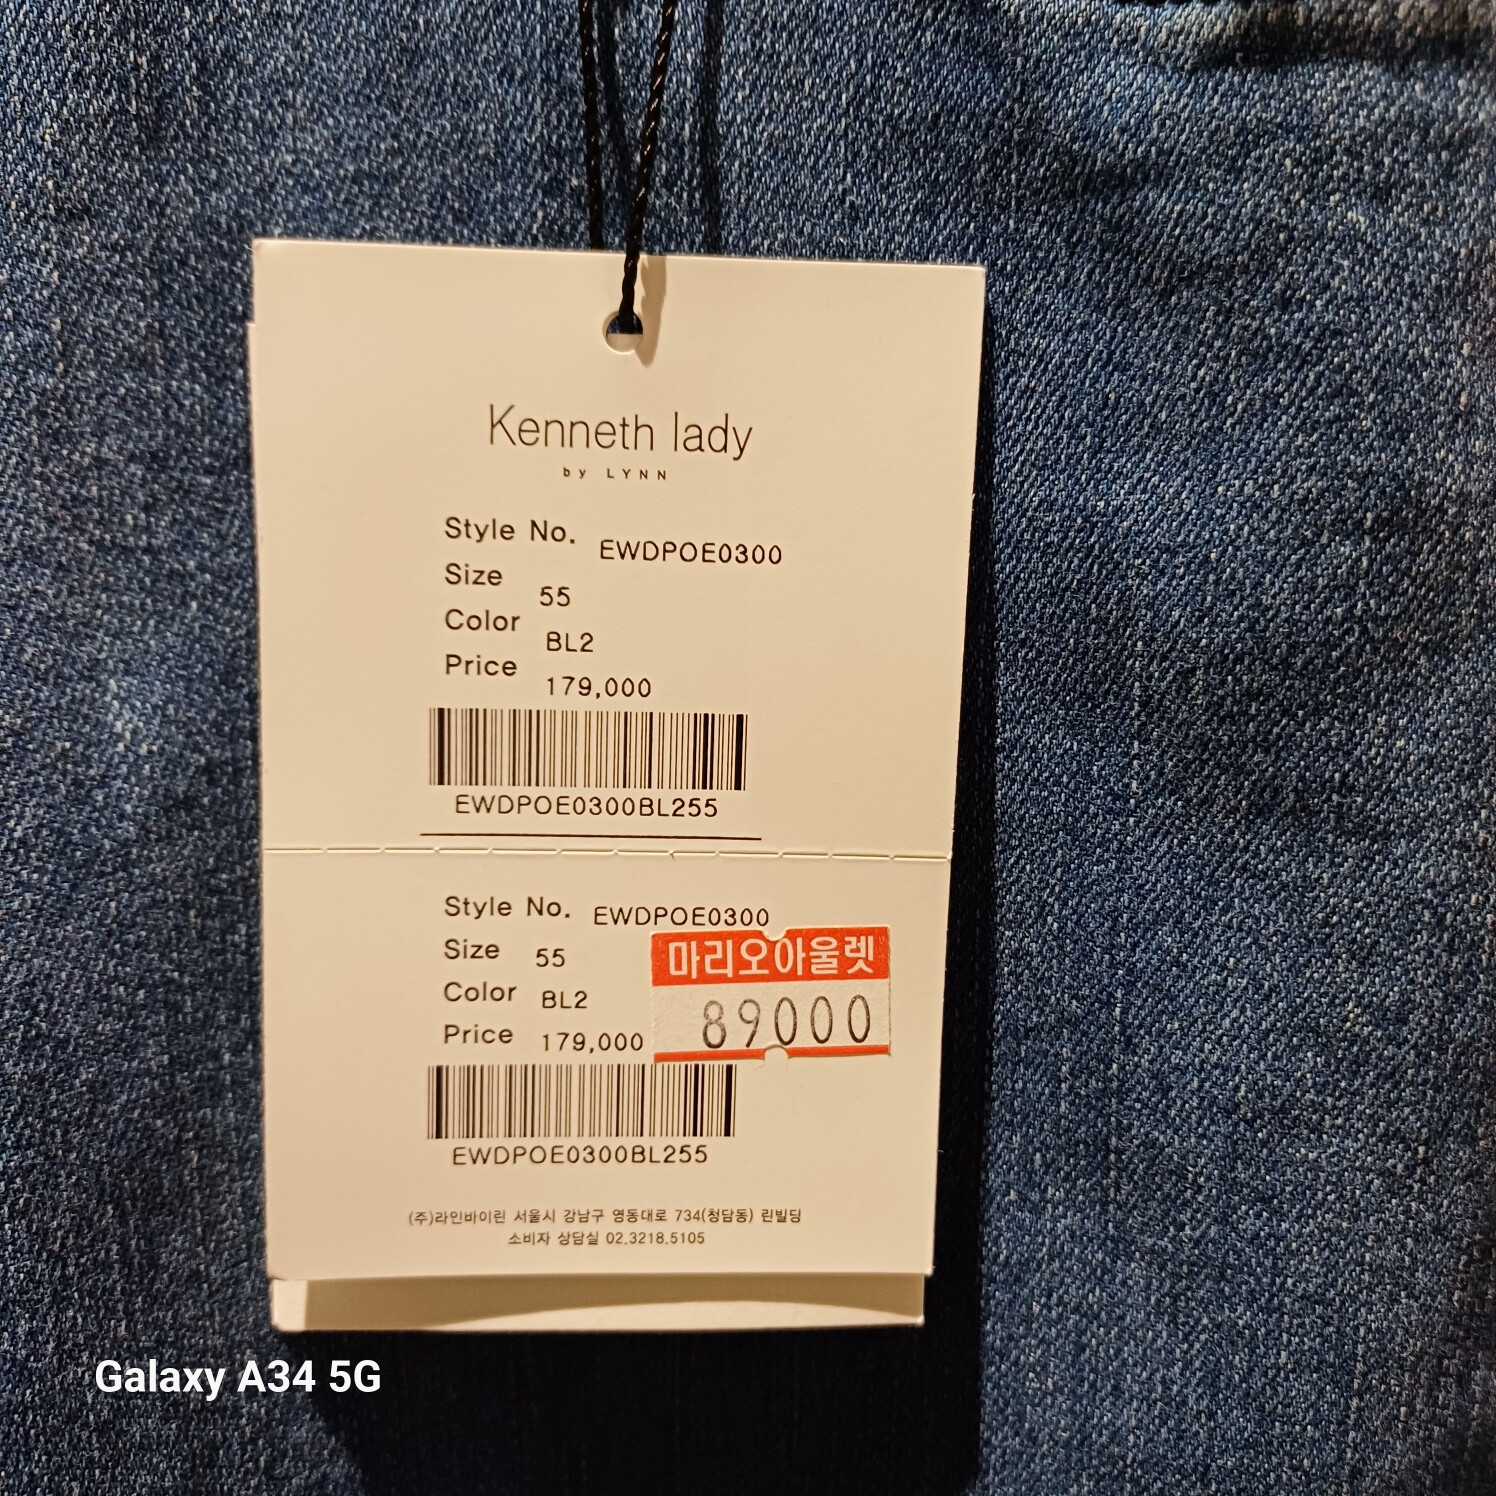 Kenneth lady
by LYNN
Style No. EWDPOE0300
Size 55
Color BL2
Price 179,000
EWDPOE0300BL255
Style No. EWDPOE0300
Size 55
Color BL2
Price 179,000
마리오아울렛
89000
EWDPOE0300BL255
(주)라인바이린 서울시 강남구 영동대로 734(청담동) 린빌딩
소비자 상담실 02.3218.5105
Galaxy A34 5G